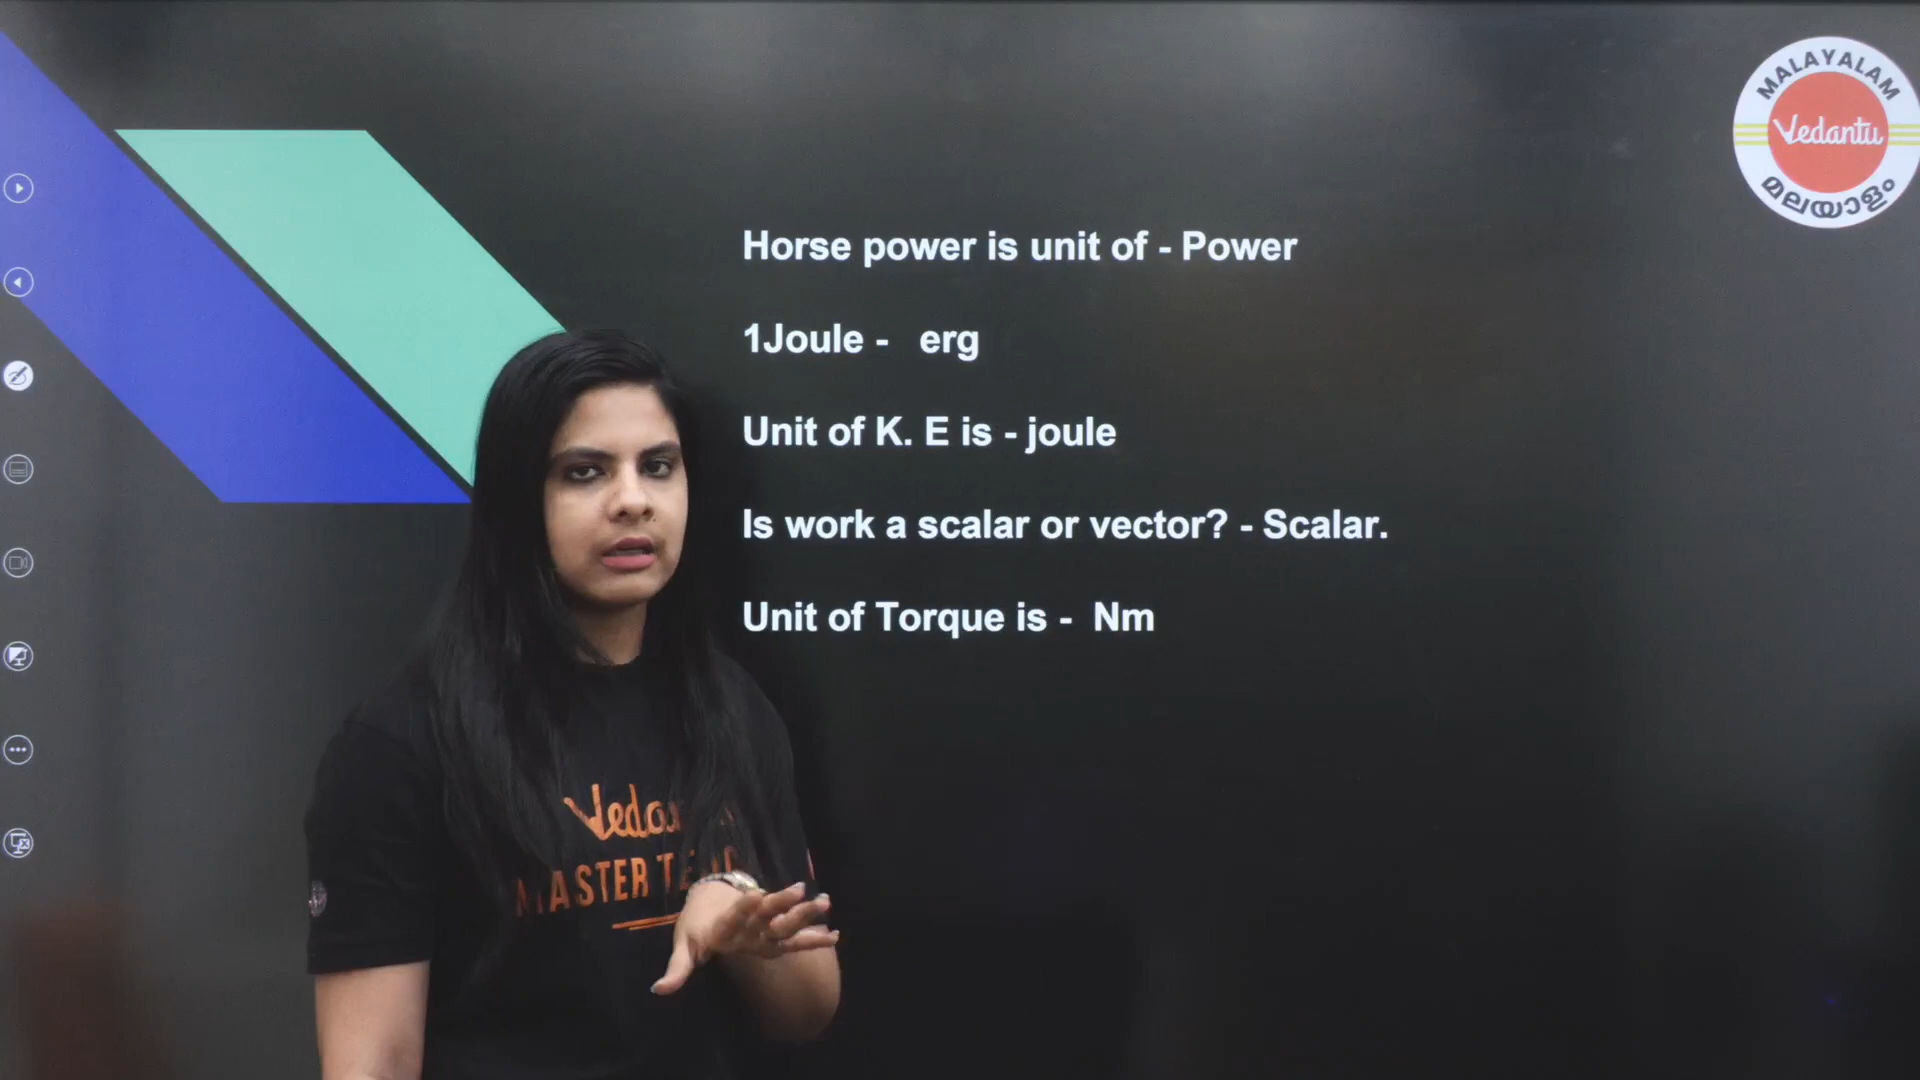 MALAYALAM
Vedantu
മലയാളം
Horse power is unit of - Power
1Joule - erg
Unit of K. E is - joule
Is work a scalar or vector? - Scalar.
Unit of Torque is - Nm
MASTER